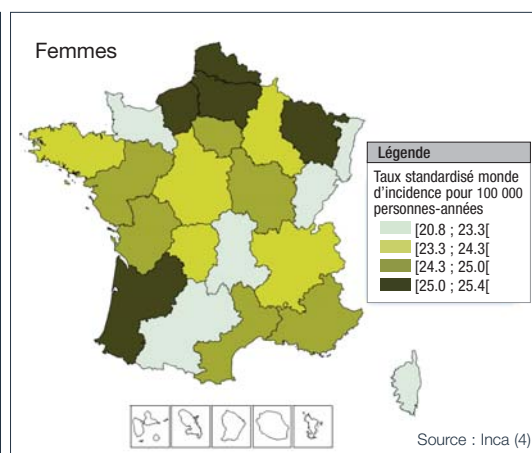 Femmes
Légende
Taux standardisé monde
d'incidence pour 100 000
personnes-années
[20.8 ; 23.3[
[23.3 ; 24.3[
[24.3 ; 25.0[
[25.0 ; 25.4[
Source : Inca (4)